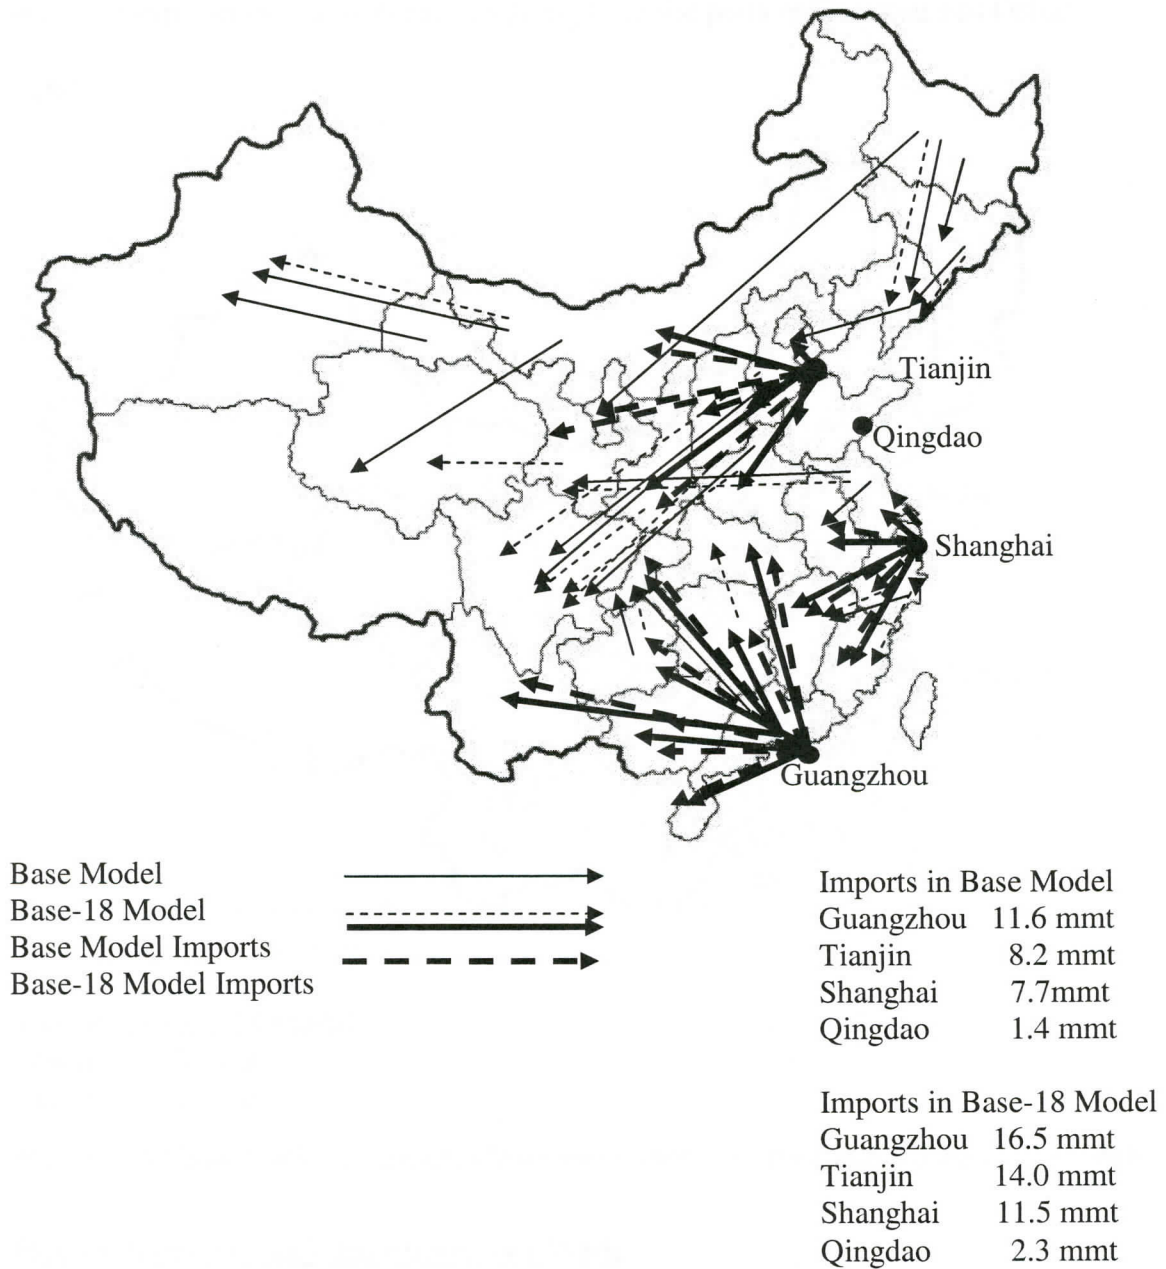 Tianjin
Qingdao
Shanghai
Guangzhou
Base Model
Base-18 Model
Base Model Imports
Base-18 Model Imports
Imports in Base Model
Guangzhou 11.6 mmt
Tianjin 8.2 mmt
Shanghai 7.7mmt
Qingdao 1.4 mmt
Imports in Base-18 Model
Guangzhou 16.5 mmt
Tianjin 14.0 mmt
Shanghai 11.5 mmt
Qingdao 2.3 mmt